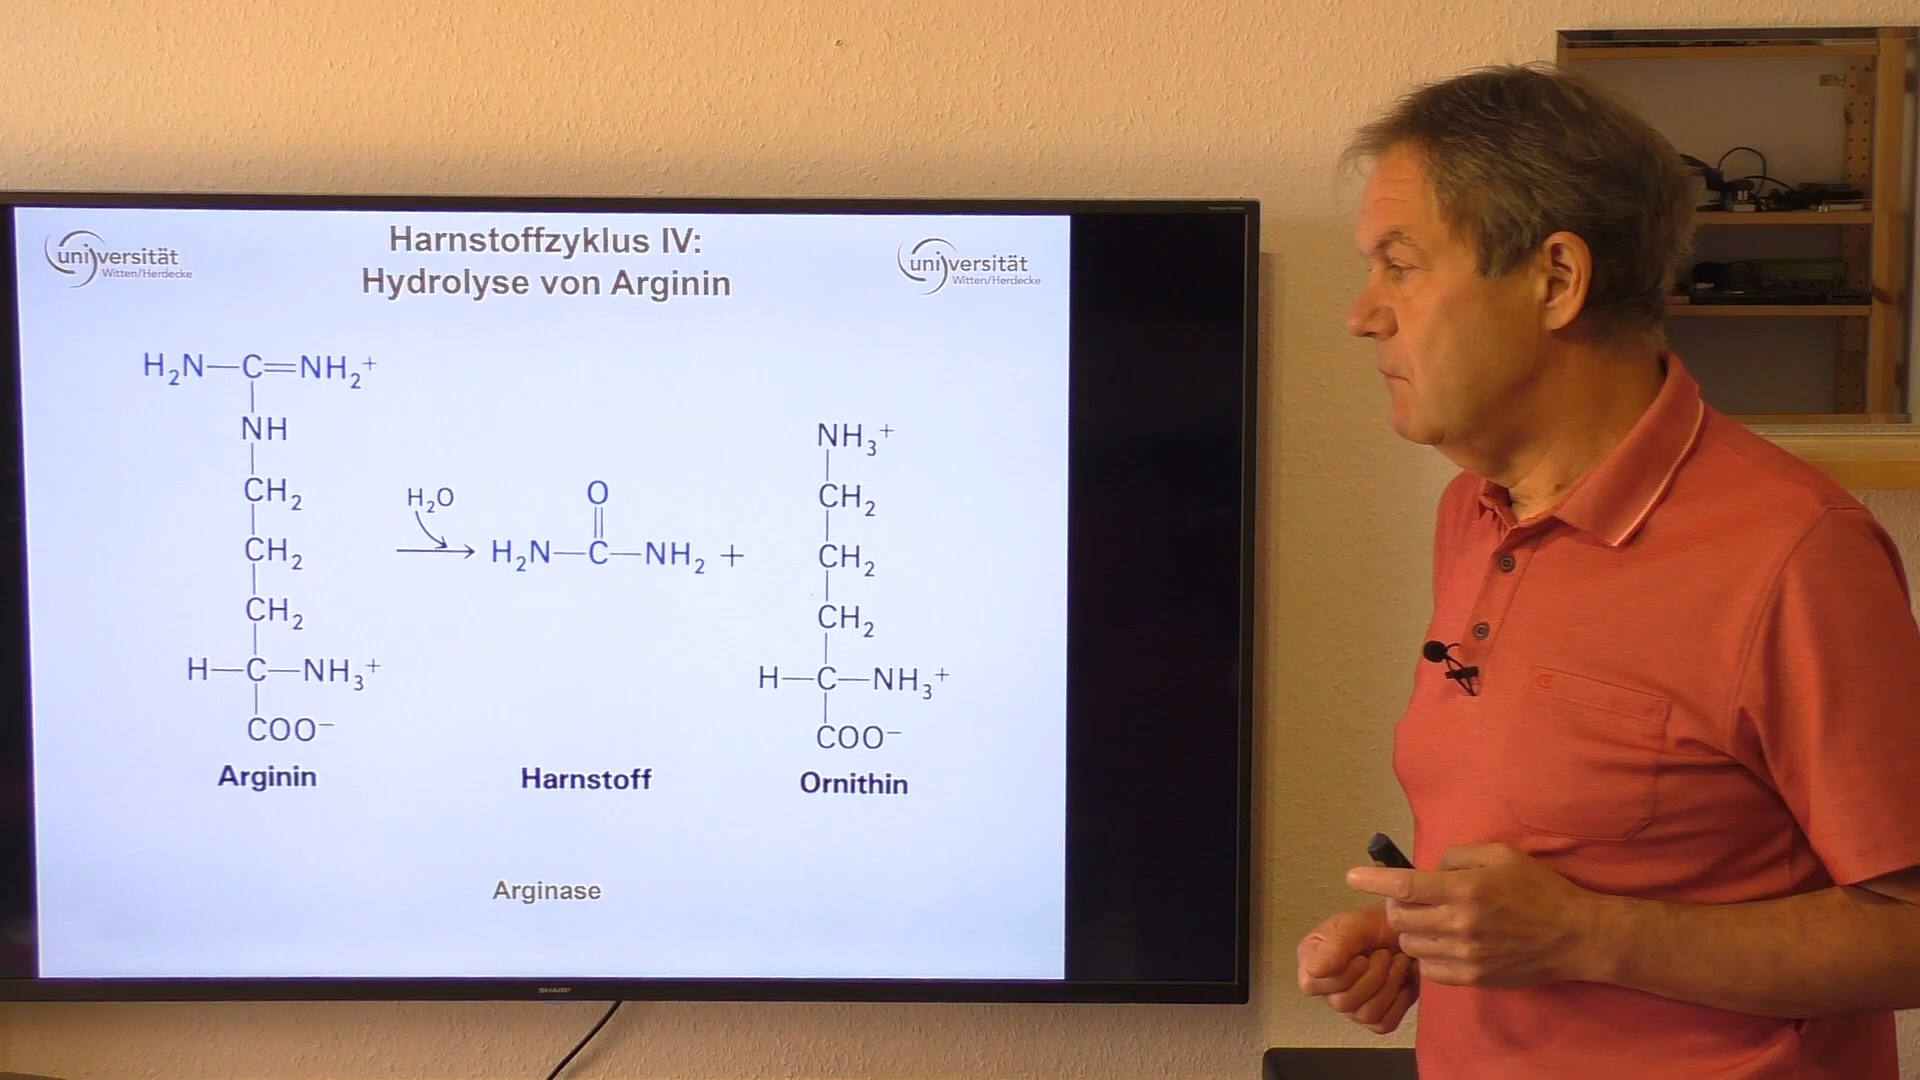 Harnstoffzyklus IV:
Hydrolyse von Arginin
universität
Witten/Herdecke
universität
Witten/Herdecke
H₂N—C=NH₂⁺
NH
CH₂
CH₂
CH₂
H—C—NH₃⁺
COO⁻
Arginin
H₂O
O
H₂N—C—NH₂ +
Harnstoff
NH₃⁺
CH₂
CH₂
CH₂
H—C—NH₃⁺
COO⁻
Ornithin
Arginase
SHARP